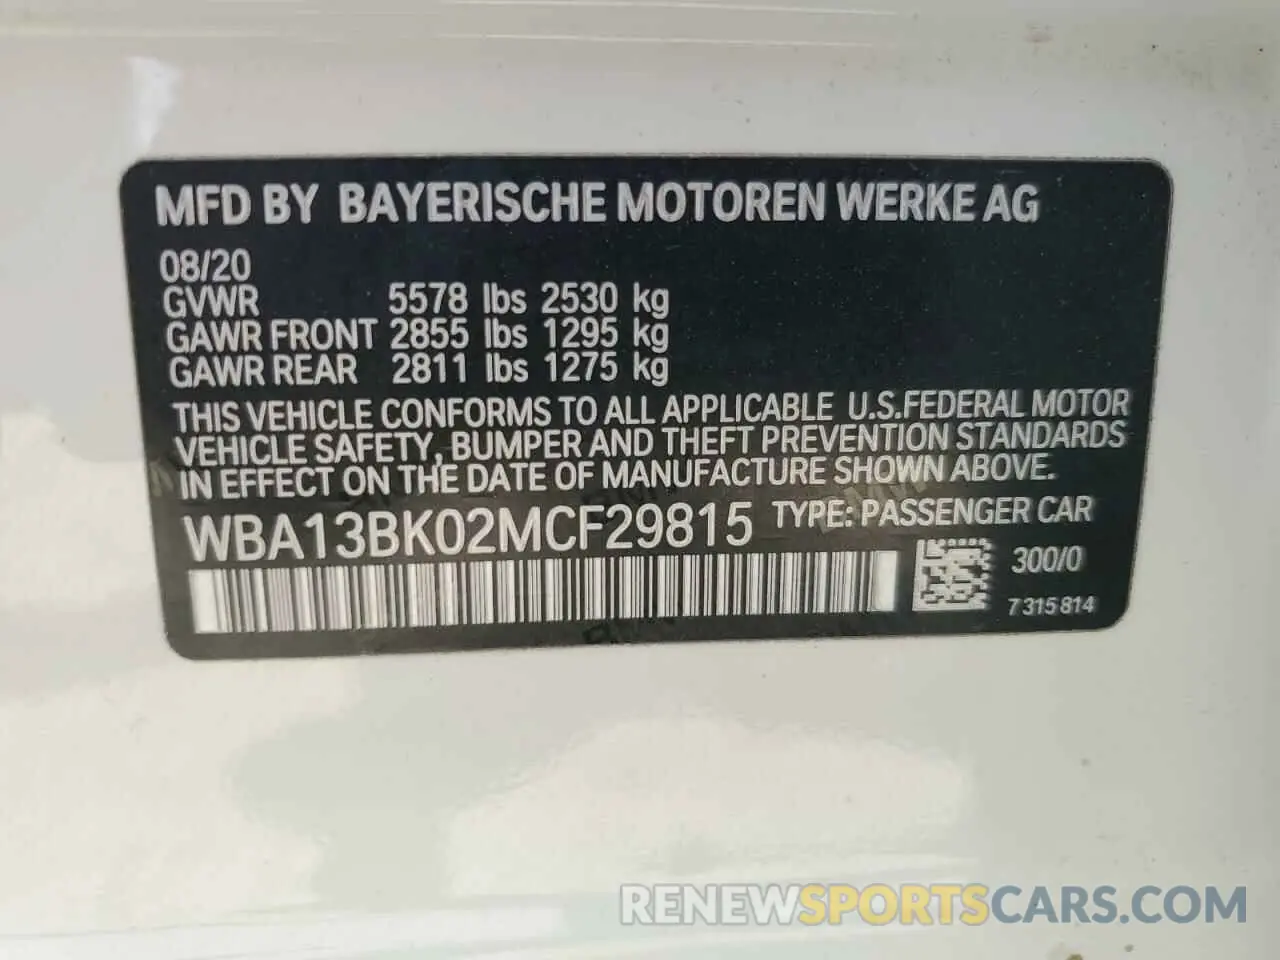 MFD BY BAYERISCHE MOTOREN WERKE AG
08/20
GVWR 5578 lbs 2530 kg
GAWR FRONT 2855 lbs 1295 kg
GAWR REAR 2811 lbs 1275 kg
THIS VEHICLE CONFORMS TO ALL APPLICABLE U.S.FEDERAL MOTOR
VEHICLE SAFETY, BUMPER AND THEFT PREVENTION STANDARDS
IN EFFECT ON THE DATE OF MANUFACTURE SHOWN ABOVE.
WBA13BK02MCF29815 TYPE: PASSENGER CAR
300/0
7315814
RENEWSPORTSCARS.COM